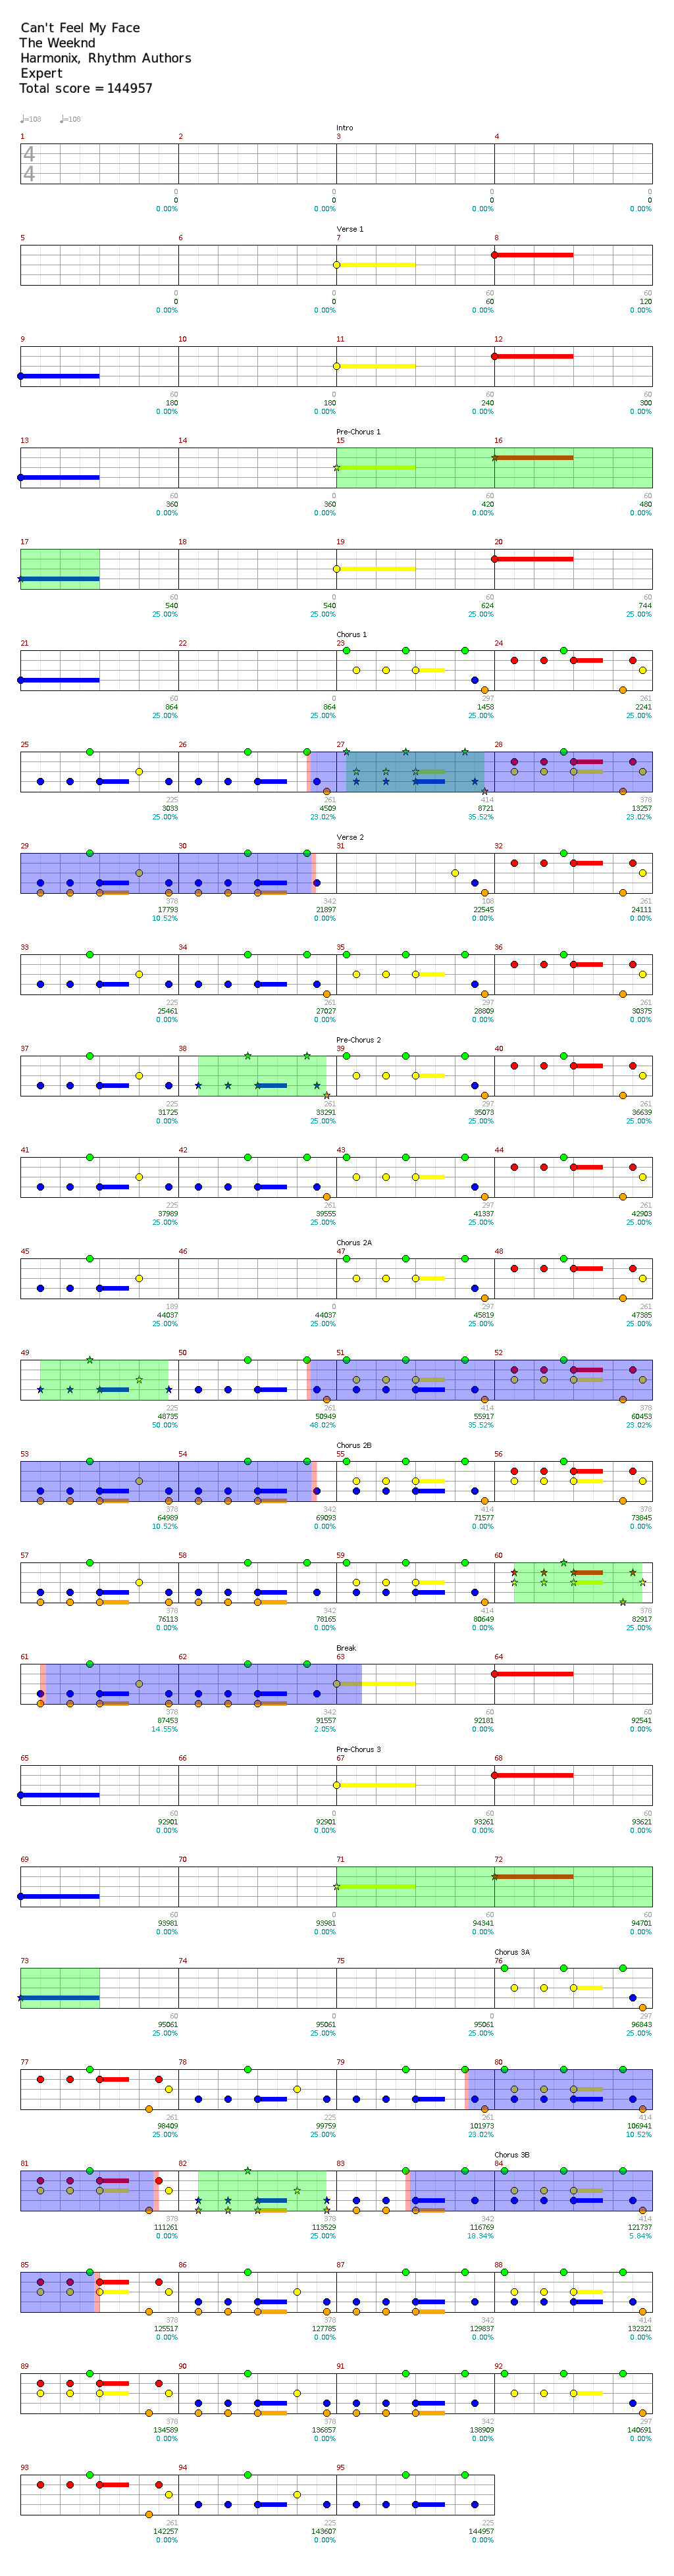 Can't Feel My Face
The Weeknd
Harmonix, Rhythm Authors
Expert
Total score = 144957
♩=108 ♩=108
Intro
1 2 3 4
4
4
0 0 0 0
0 0 0 0
0.00% 0.00% 0.00% 0.00%
Verse 1
5 6 7 8
0 0 60 60
0 0 60 120
0.00% 0.00% 0.00% 0.00%
9 10 11 12
60 0 60 60
180 180 240 300
0.00% 0.00% 0.00% 0.00%
Pre-Chorus 1
13 14 15 16
60 0 60 60
360 360 420 480
0.00% 0.00% 0.00% 0.00%
17 18 19 20
60 0 60 60
540 540 624 744
25.00% 25.00% 25.00% 25.00%
Chorus 1
21 22 23 24
60 0 297 261
864 864 1458 2241
25.00% 25.00% 25.00% 25.00%
25 26 27 28
225 261 414 378
3033 4509 8721 13257
25.00% 23.02% 35.52% 23.02%
Verse 2
29 30 31 32
378 342 108 261
17793 21897 22545 24111
10.52% 0.00% 0.00% 0.00%
33 34 35 36
225 261 297 261
25461 27027 28809 30375
0.00% 0.00% 0.00% 0.00%
Pre-Chorus 2
37 38 39 40
225 261 297 261
31725 33291 35073 36639
0.00% 25.00% 25.00% 25.00%
41 42 43 44
225 261 297 261
37989 39555 41337 42903
25.00% 25.00% 25.00% 25.00%
Chorus 2A
45 46 47 48
189 0 297 261
44037 44037 45819 47385
25.00% 25.00% 25.00% 25.00%
49 50 51 52
225 261 414 378
48735 50949 55917 60453
50.00% 48.02% 35.52% 23.02%
Chorus 2B
53 54 55 56
378 342 414 378
64989 69093 71577 73845
10.52% 0.00% 0.00% 0.00%
57 58 59 60
378 342 414 378
76113 78165 80649 82917
0.00% 0.00% 0.00% 25.00%
Break
61 62 63 64
378 342 60 60
87453 91557 92181 92541
14.55% 2.05% 0.00% 0.00%
Pre-Chorus 3
65 66 67 68
60 0 60 60
92901 92901 93261 93621
0.00% 0.00% 0.00% 0.00%
69 70 71 72
60 0 60 60
93981 93981 94341 94701
0.00% 0.00% 0.00% 0.00%
Chorus 3A
73 74 75 76
60 0 0 297
95061 95061 95061 96843
25.00% 25.00% 25.00% 25.00%
77 78 79 80
261 225 261 414
98409 99759 101973 106941
25.00% 25.00% 23.02% 10.52%
Chorus 3B
81 82 83 84
378 378 342 414
111261 113529 116769 121737
0.00% 25.00% 18.34% 5.84%
85 86 87 88
378 378 342 414
125517 127785 129837 132321
0.00% 0.00% 0.00% 0.00%
89 90 91 92
378 378 342 297
134589 136857 138909 140691
0.00% 0.00% 0.00% 0.00%
93 94 95
261 225 225
142257 143607 144957
0.00% 0.00% 0.00%